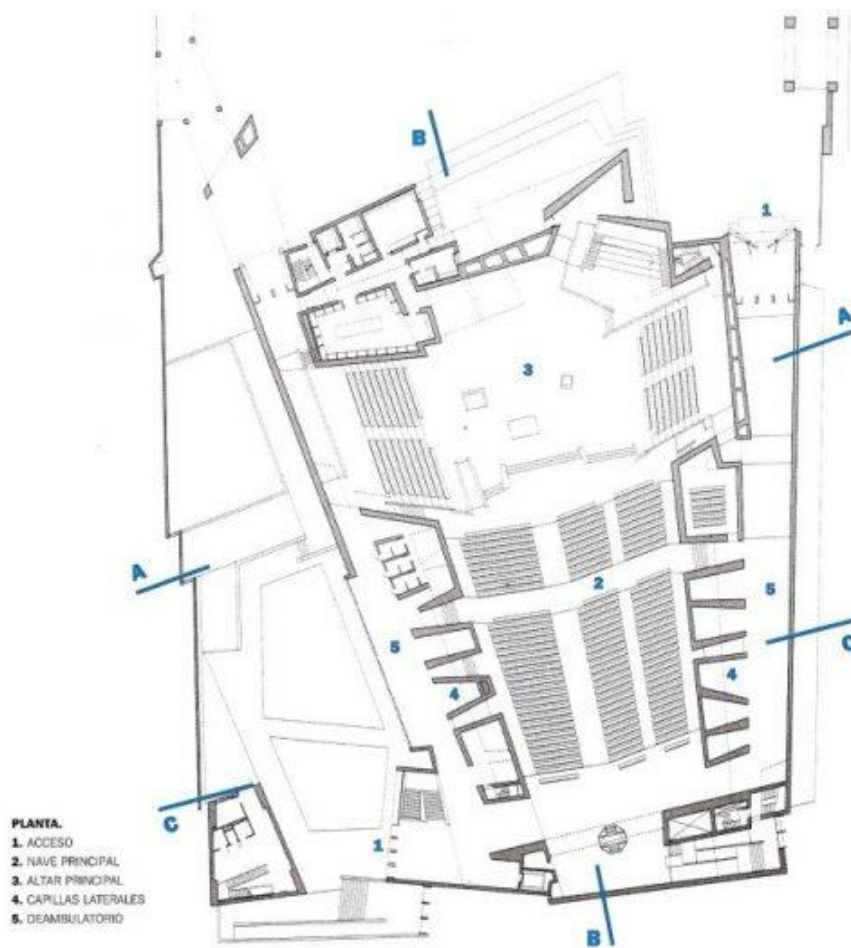 B
1
A
3
A
2
5
5
C
4
4
C
1
B
PLANTA.
1. ACCESO
2. NAVE PRINCIPAL
3. ALTAR PRINCIPAL
4. CAPILLAS LATERALES
5. DEAMBULATORIO